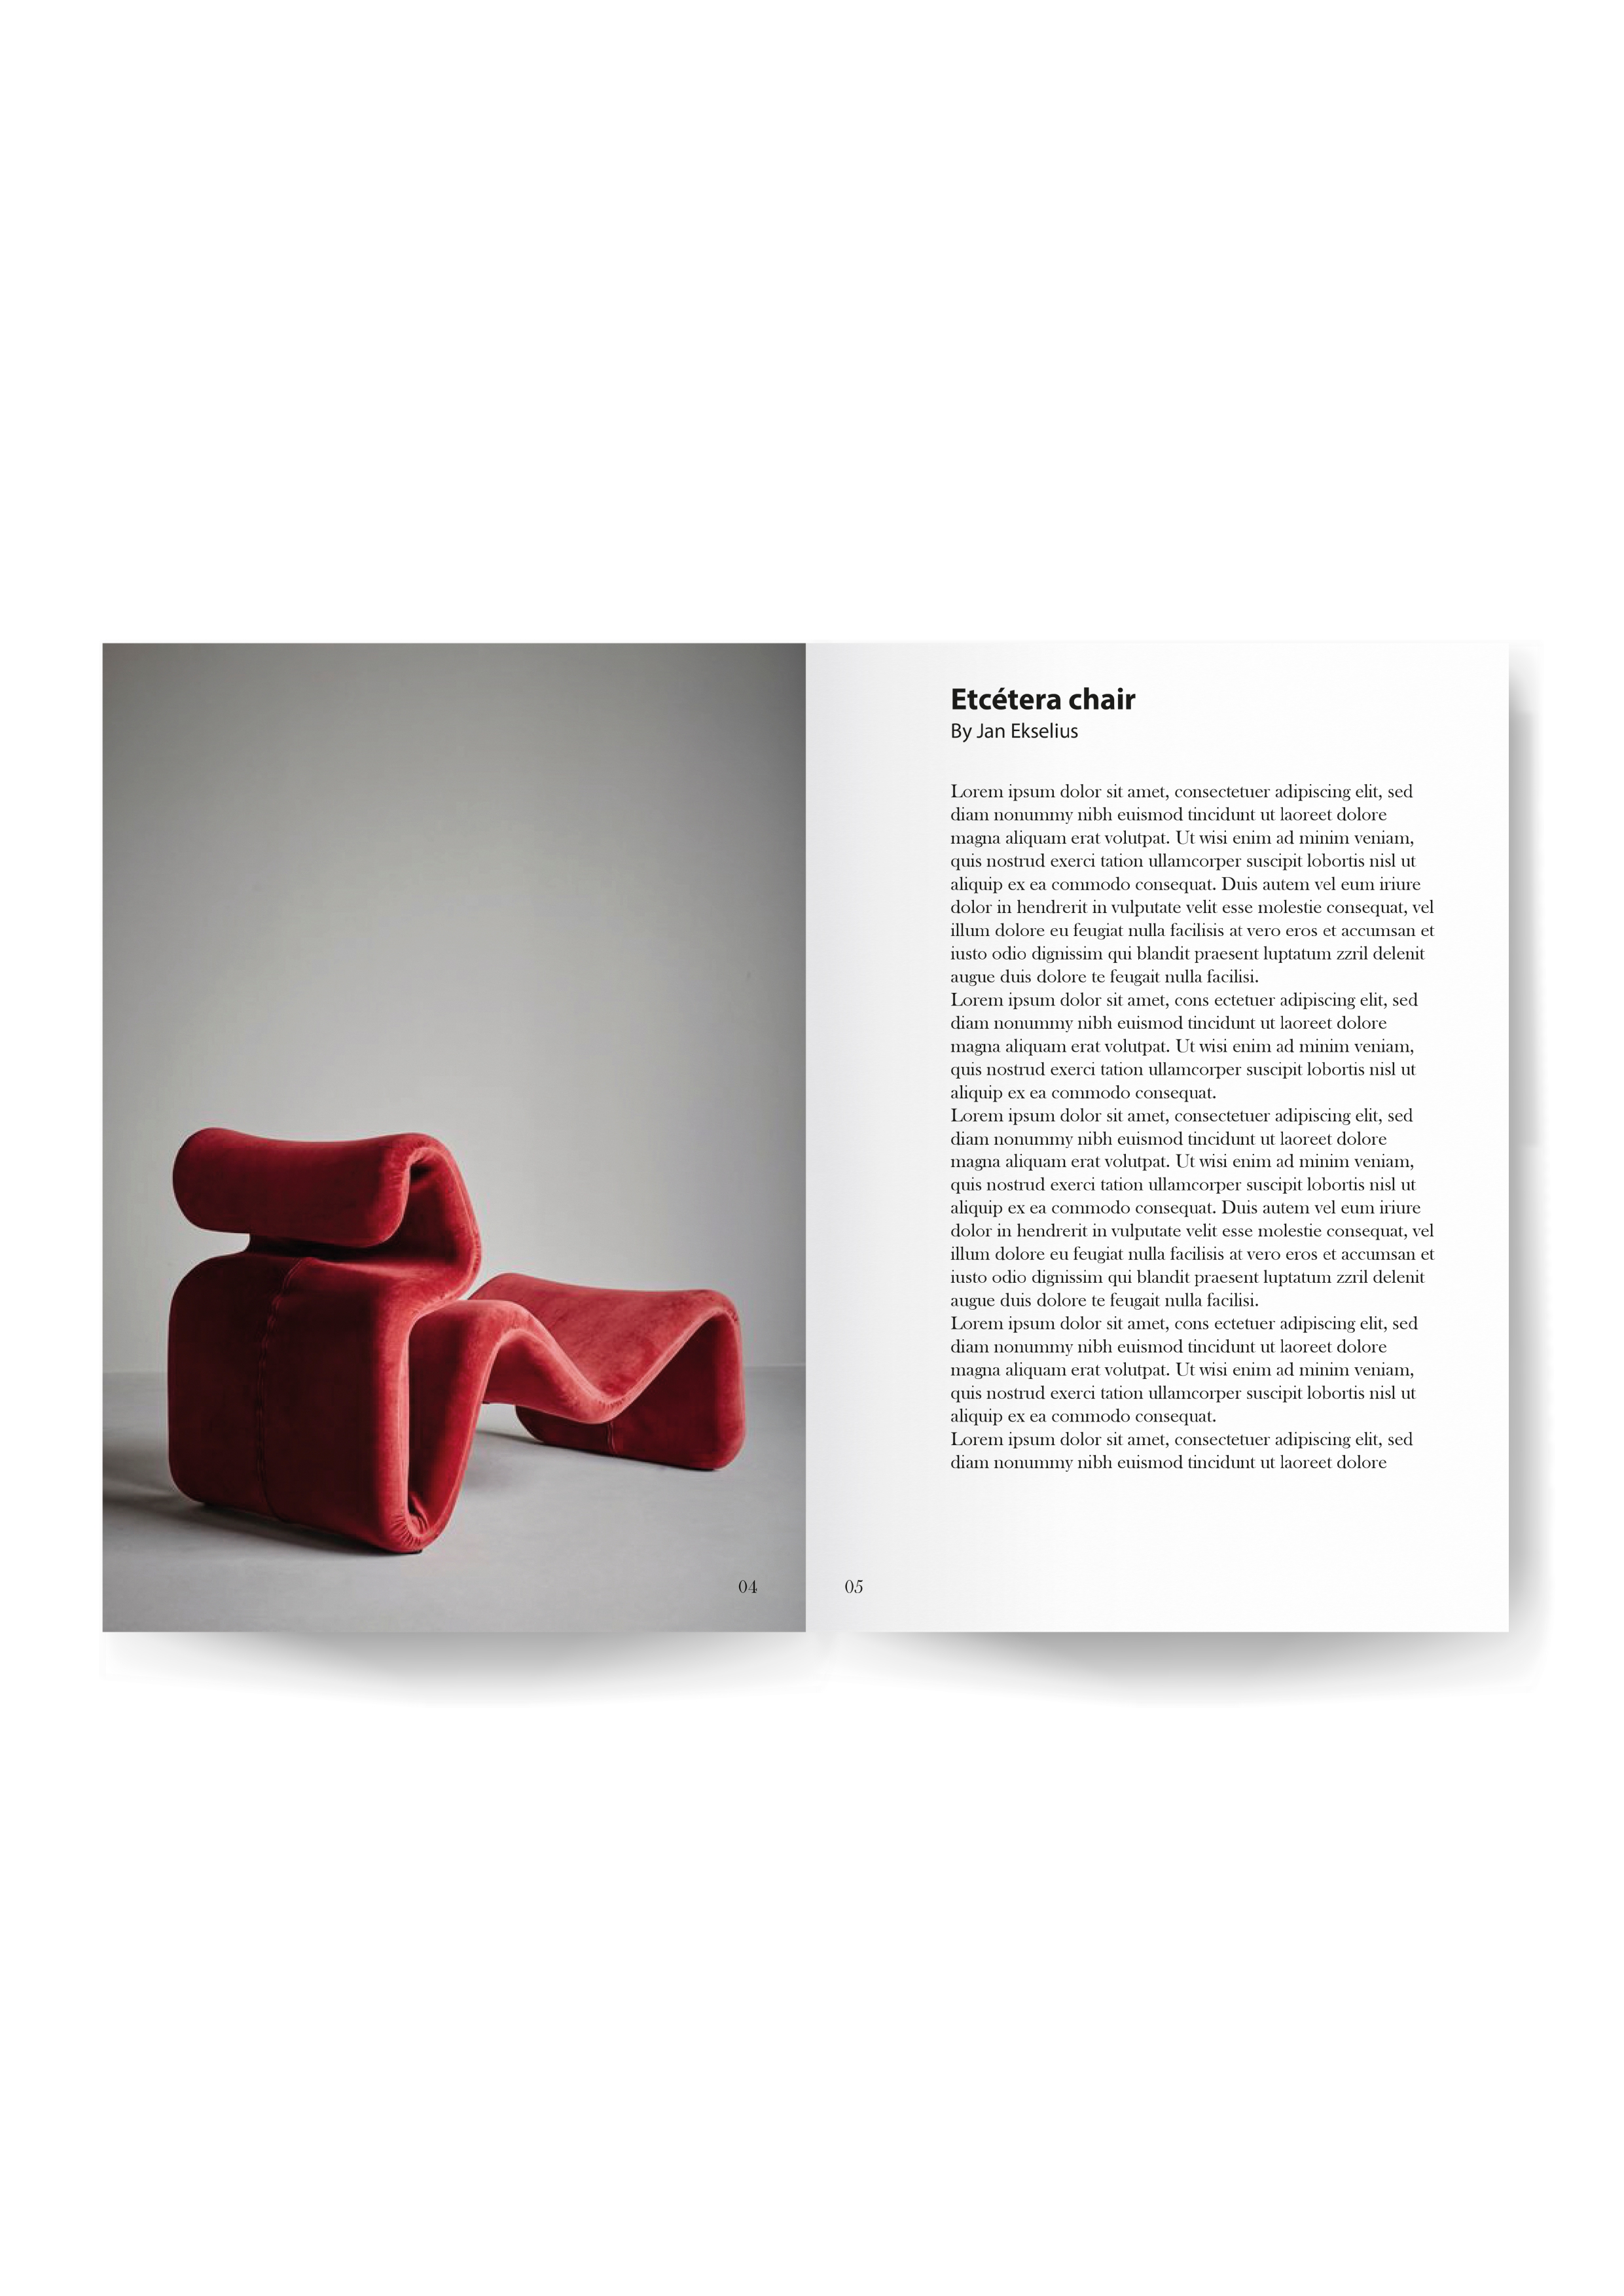 Etcétera chair
By Jan Ekselius
Lorem ipsum dolor sit amet, consectetuer adipiscing elit, sed
diam nonummy nibh euismod tincidunt ut laoreet dolore
magna aliquam erat volutpat. Ut wisi enim ad minim veniam,
quis nostrud exerci tation ullamcorper suscipit lobortis nisl ut
aliquip ex ea commodo consequat. Duis autem vel eum iriure
dolor in hendrerit in vulputate velit esse molestie consequat, vel
illum dolore eu feugiat nulla facilisis at vero eros et accumsan et
iusto odio dignissim qui blandit praesent luptatum zzril delenit
augue duis dolore te feugait nulla facilisi.
Lorem ipsum dolor sit amet, cons ectetuer adipiscing elit, sed
diam nonummy nibh euismod tincidunt ut laoreet dolore
magna aliquam erat volutpat. Ut wisi enim ad minim veniam,
quis nostrud exerci tation ullamcorper suscipit lobortis nisl ut
aliquip ex ea commodo consequat.
Lorem ipsum dolor sit amet, consectetuer adipiscing elit, sed
diam nonummy nibh euismod tincidunt ut laoreet dolore
magna aliquam erat volutpat. Ut wisi enim ad minim veniam,
quis nostrud exerci tation ullamcorper suscipit lobortis nisl ut
aliquip ex ea commodo consequat. Duis autem vel eum iriure
dolor in hendrerit in vulputate velit esse molestie consequat, vel
illum dolore eu feugiat nulla facilisis at vero eros et accumsan et
iusto odio dignissim qui blandit praesent luptatum zzril delenit
augue duis dolore te feugait nulla facilisi.
Lorem ipsum dolor sit amet, cons ectetuer adipiscing elit, sed
diam nonummy nibh euismod tincidunt ut laoreet dolore
magna aliquam erat volutpat. Ut wisi enim ad minim veniam,
quis nostrud exerci tation ullamcorper suscipit lobortis nisl ut
aliquip ex ea commodo consequat.
Lorem ipsum dolor sit amet, consectetuer adipiscing elit, sed
diam nonummy nibh euismod tincidunt ut laoreet dolore
04
05